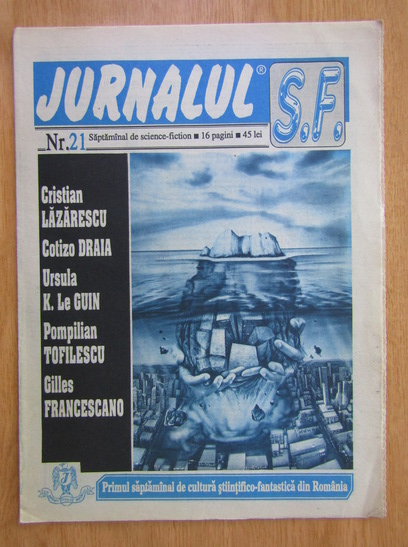 JURNALUL®
S.F.
Nr.21 Săptămînal de science-fiction ■ 16 pagini ■ 45 lei
Cristian
LĂZĂRESCU
Cotizo DRAIA
Ursula
K. Le GUIN
Pompilian
TOFILESCU
Gilles
FRANCESCANO
Primul săptămînal de cultură științifico-fantastică din România